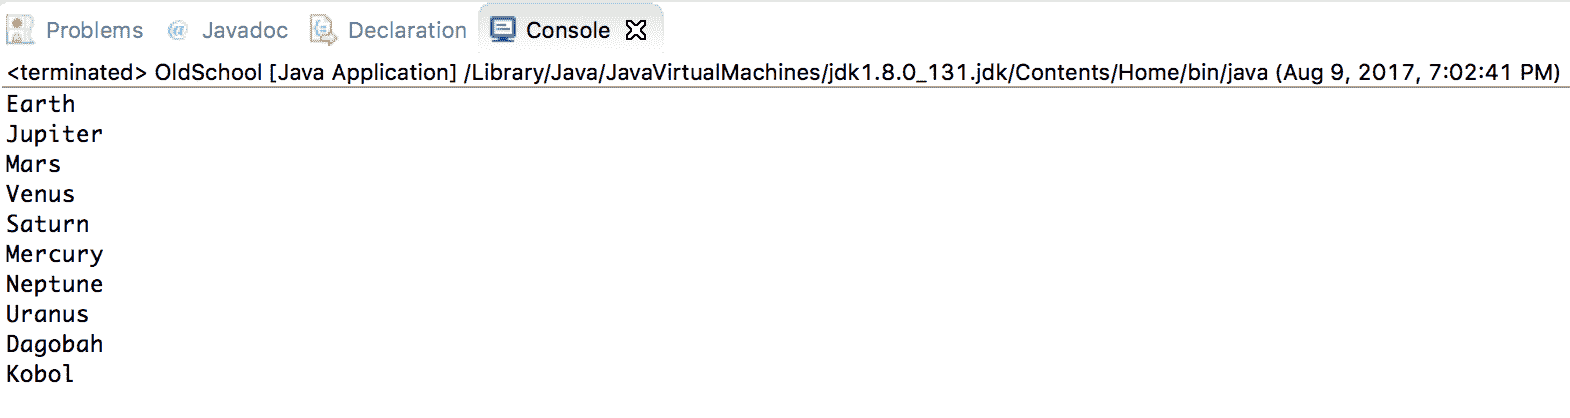 Problems @ Javadoc Declaration Console
<terminated> OldSchool [Java Application] /Library/Java/JavaVirtualMachines/jdk1.8.0_131.jdk/Contents/Home/bin/java (Aug 9, 2017, 7:02:41 PM)
Earth
Jupiter
Mars
Venus
Saturn
Mercury
Neptune
Uranus
Dagobah
Kobol